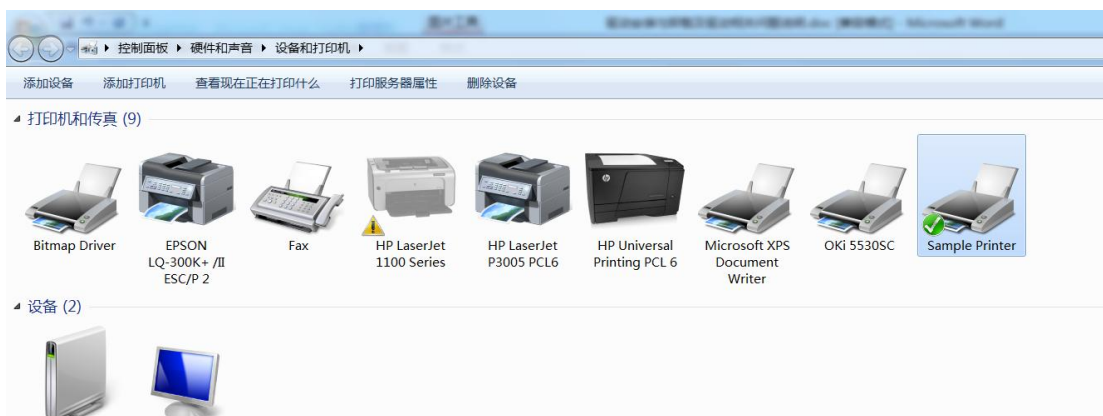 控制面板 ▸ 硬件和声音 ▸ 设备和打印机 ▸
添加设备 添加打印机 查看现在正在打印什么 打印服务器属性 删除设备
打印机和传真 (9)
Bitmap Driver
EPSON
LQ-300K+ /II
ESC/P 2
Fax
HP LaserJet
1100 Series
HP LaserJet
P3005 PCL6
HP Universal
Printing PCL 6
Microsoft XPS
Document
Writer
OKi 5530SC
Sample Printer
设备 (2)